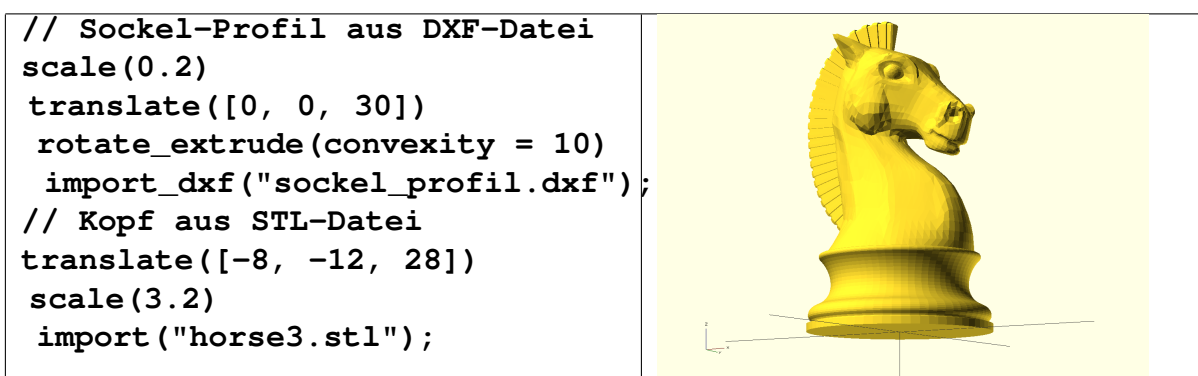 // Sockel-Profil aus DXF-Datei
scale(0.2)
translate([0, 0, 30])
rotate_extrude(convexity = 10)
import_dxf("sockel_profil.dxf");
// Kopf aus STL-Datei
translate([-8, -12, 28])
scale(3.2)
import("horse3.stl");